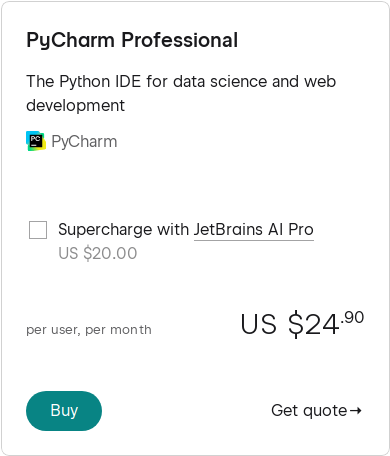 PyCharm Professional
The Python IDE for data science and web
development
PC PyCharm
Supercharge with JetBrains AI Pro
US $20.00
per user, per month US $24.90
Buy Get quote→